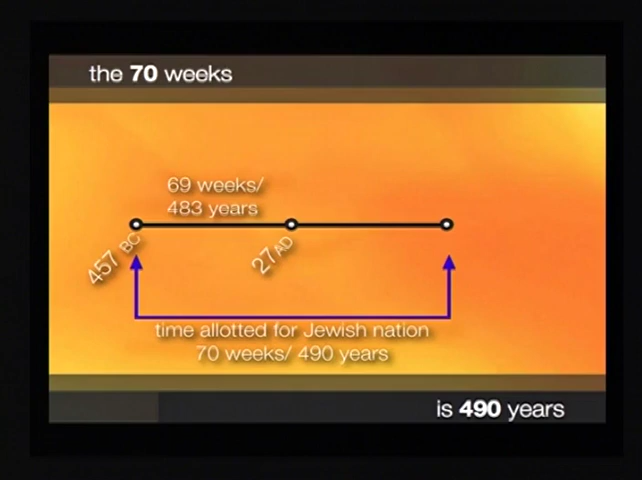 the 70 weeks
69 weeks/
483 years
457 BC
27 AD
time allotted for Jewish nation
70 weeks/ 490 years
is 490 years